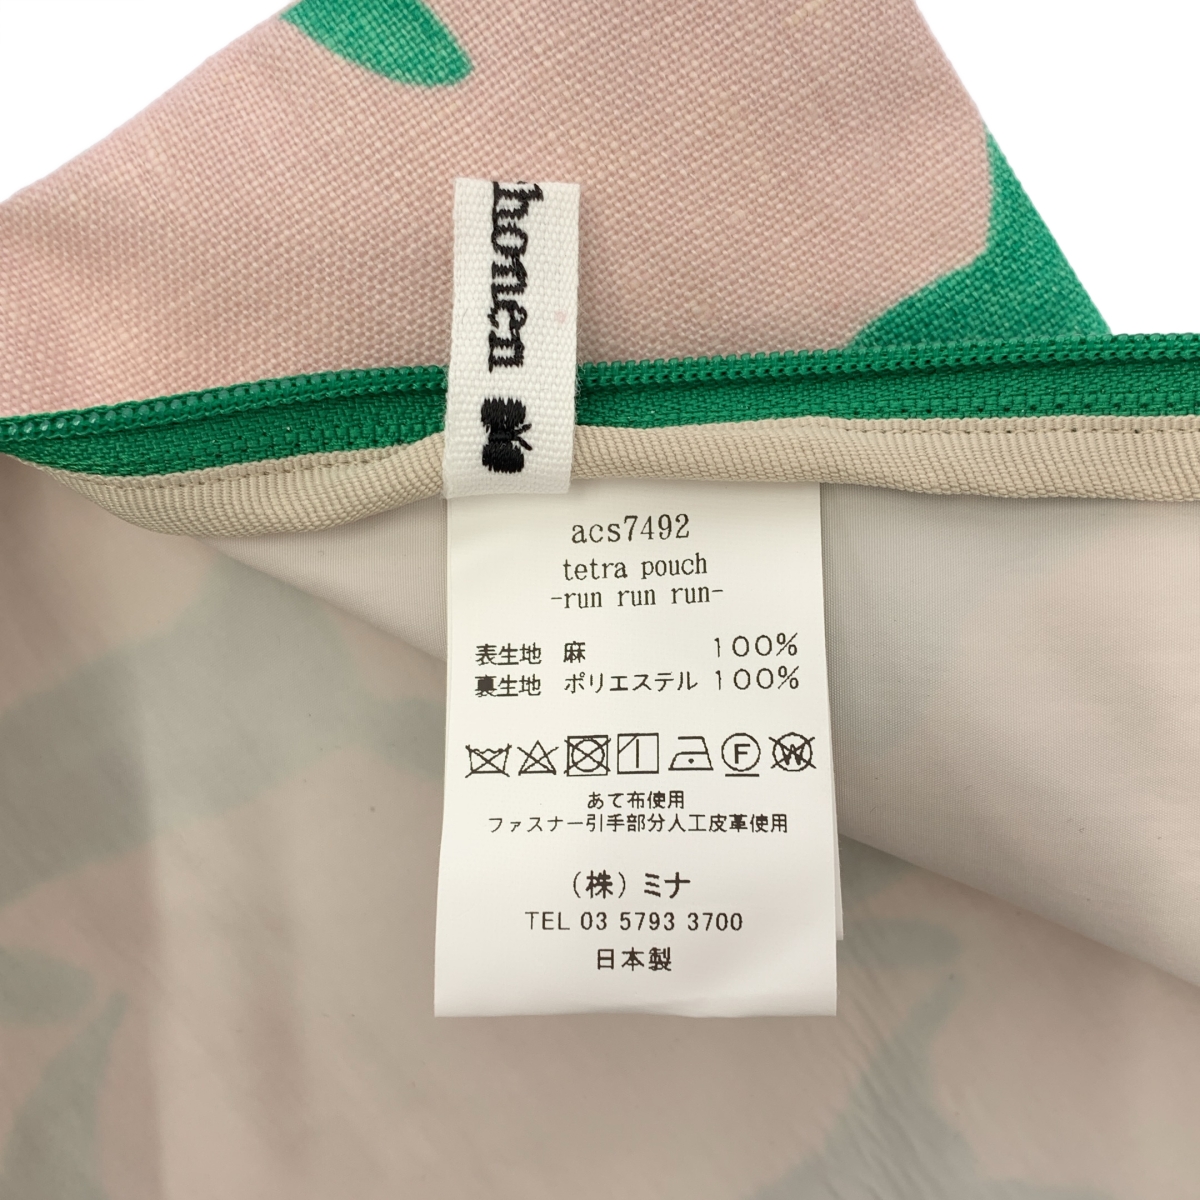 honen
acs7492
tetra pouch
-run run run-
表生地 麻 100%
裏生地 ポリエステル 100%
F W
あて布使用
ファスナー引手部分人工皮革使用
(株)ミナ
TEL 03 5793 3700
日本製